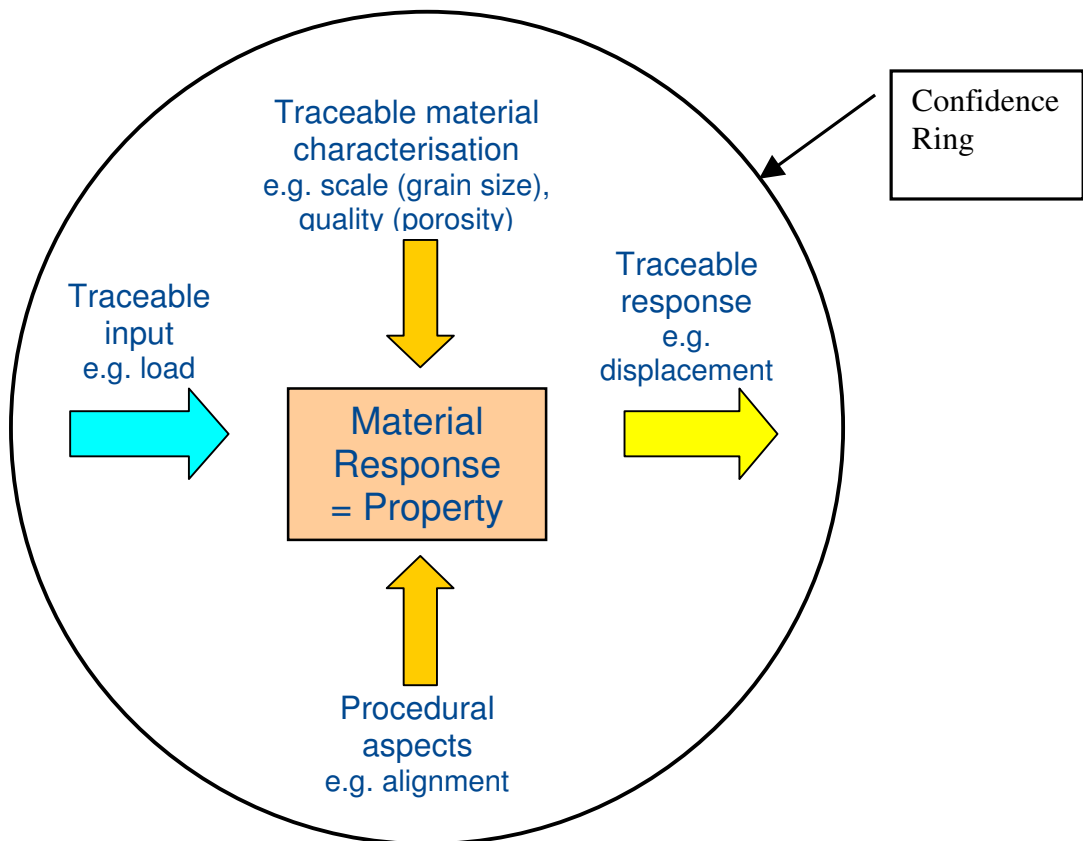 Traceable material
characterisation
e.g. scale (grain size),
quality (porosity)
Confidence
Ring
Traceable
input
e.g. load
Traceable
response
e.g.
displacement
Material
Response
= Property
Procedural
aspects
e.g. alignment